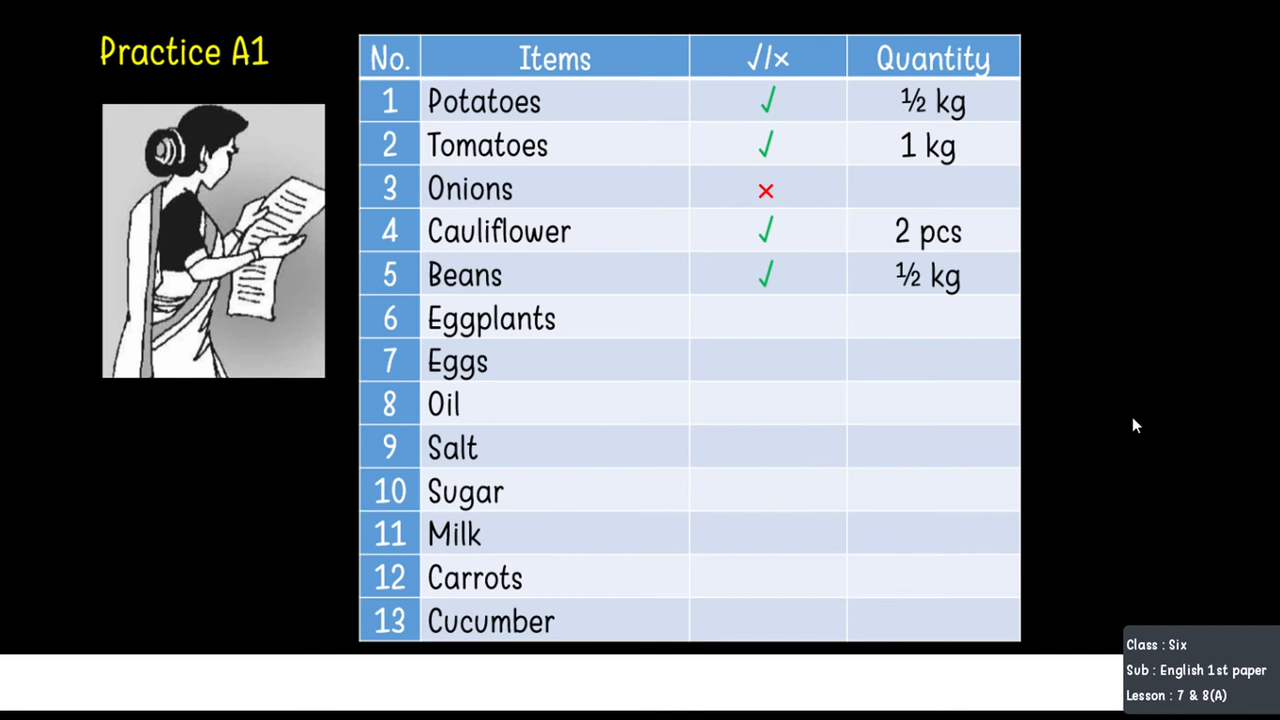 Practice A1
No. Items √/× Quantity
1 Potatoes √ ½ kg
2 Tomatoes √ 1 kg
3 Onions ×
4 Cauliflower √ 2 pcs
5 Beans √ ½ kg
6 Eggplants
7 Eggs
8 Oil
9 Salt
10 Sugar
11 Milk
12 Carrots
13 Cucumber
Class : Six
Sub : English 1st paper
Lesson : 7 & 8(A)